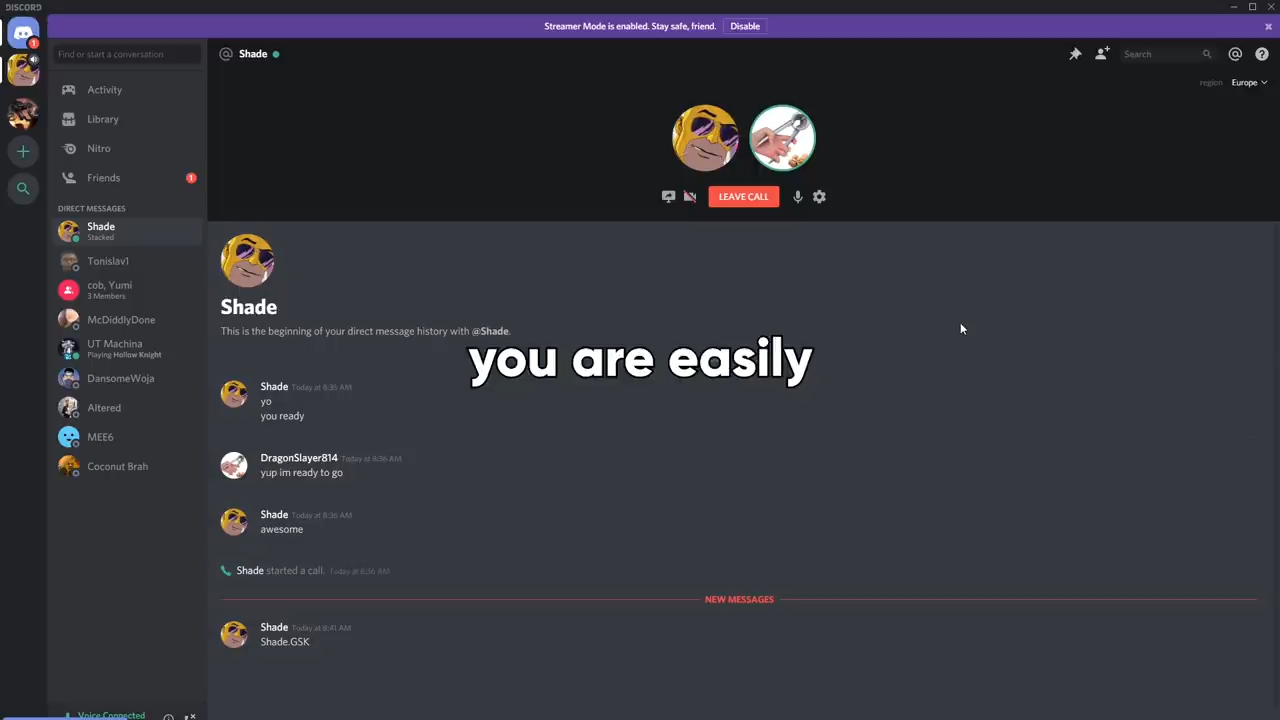 DISCORD
Streamer Mode is enabled. Stay safe, friend. Disable
Find or start a conversation
Shade
Search
region Europe
1
Activity
Library
Nitro
Friends 1
LEAVE CALL
DIRECT MESSAGES
Shade
Stacked
Tonislav1
cob, Yumi
3 Members
McDiddlyDone
UT Machina
Playing Hollow Knight
DansomeWoja
Altered
MEE6
Coconut Brah
Voice Connected
Shade
This is the beginning of your direct message history with @Shade.
you are easily
Shade Today at 8:35 AM
yo
you ready
DragonSlayer814 Today at 8:36 AM
yup im ready to go
Shade Today at 8:36 AM
awesome
Shade started a call. Today at 8:36 AM
NEW MESSAGES
Shade Today at 8:41 AM
Shade.GSK